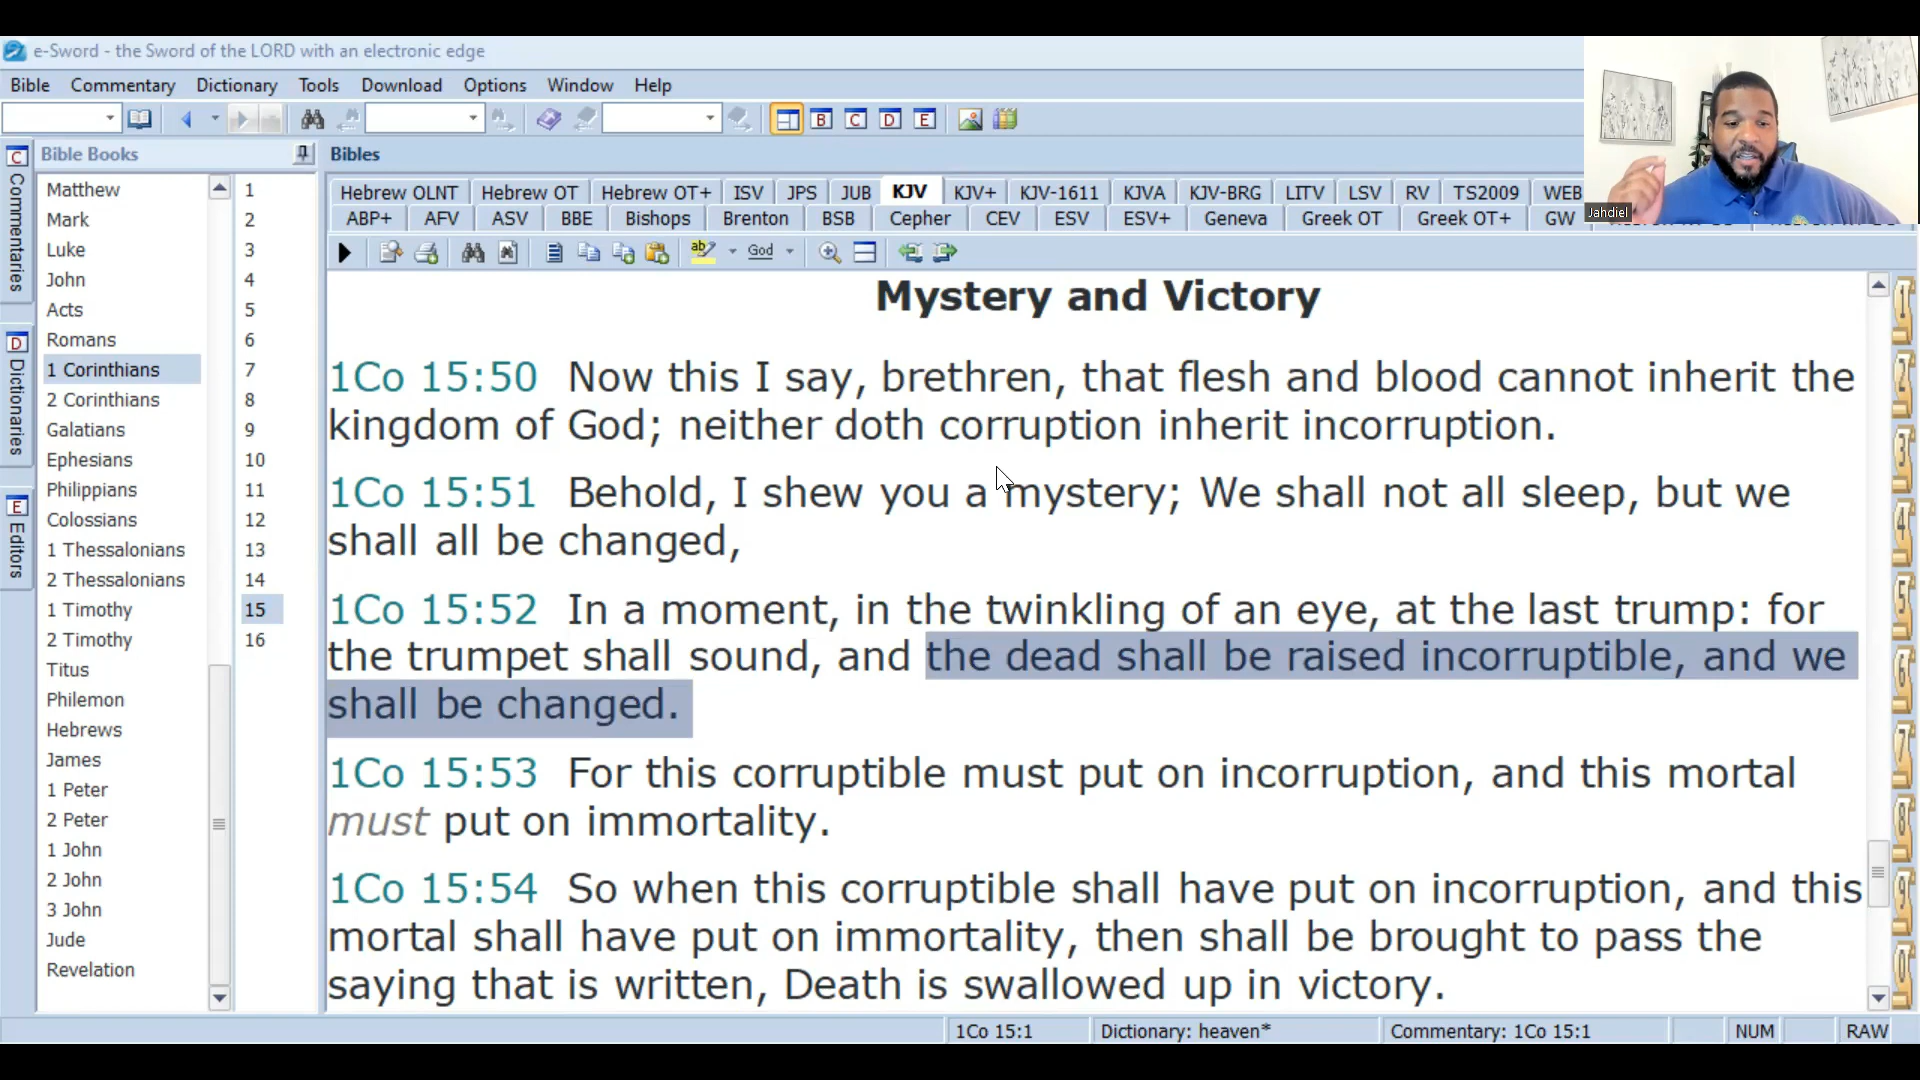 e-Sword - the Sword of the LORD with an electronic edge
Bible Commentary Dictionary Tools Download Options Window Help
B C D E
Bible Books
Bibles
C Commentaries
D Dictionaries
E Editors
Matthew 1
Mark 2
Luke 3
John 4
Acts 5
Romans 6
1 Corinthians 7
2 Corinthians 8
Galatians 9
Ephesians 10
Philippians 11
Colossians 12
1 Thessalonians 13
2 Thessalonians 14
1 Timothy 15
2 Timothy 16
Titus
Philemon
Hebrews
James
1 Peter
2 Peter
1 John
2 John
3 John
Jude
Revelation
Hebrew OLNT Hebrew OT Hebrew OT+ ISV JPS JUB KJV KJV+ KJV-1611 KJVA KJV-BRG LITV LSV RV TS2009 WEB
ABP+ AFV ASV BBE Bishops Brenton BSB Cepher CEV ESV ESV+ Geneva Greek OT Greek OT+ GW
Jahdiel
ab God
Mystery and Victory
1Co 15:50 Now this I say, brethren, that flesh and blood cannot inherit the
kingdom of God; neither doth corruption inherit incorruption.
1Co 15:51 Behold, I shew you a mystery; We shall not all sleep, but we
shall all be changed,
1Co 15:52 In a moment, in the twinkling of an eye, at the last trump: for
the trumpet shall sound, and the dead shall be raised incorruptible, and we
shall be changed.
1Co 15:53 For this corruptible must put on incorruption, and this mortal
must put on immortality.
1Co 15:54 So when this corruptible shall have put on incorruption, and this
mortal shall have put on immortality, then shall be brought to pass the
saying that is written, Death is swallowed up in victory.
1
2
3
4
5
6
7
8
9
0
1Co 15:1 Dictionary: heaven* Commentary: 1Co 15:1 NUM RAW